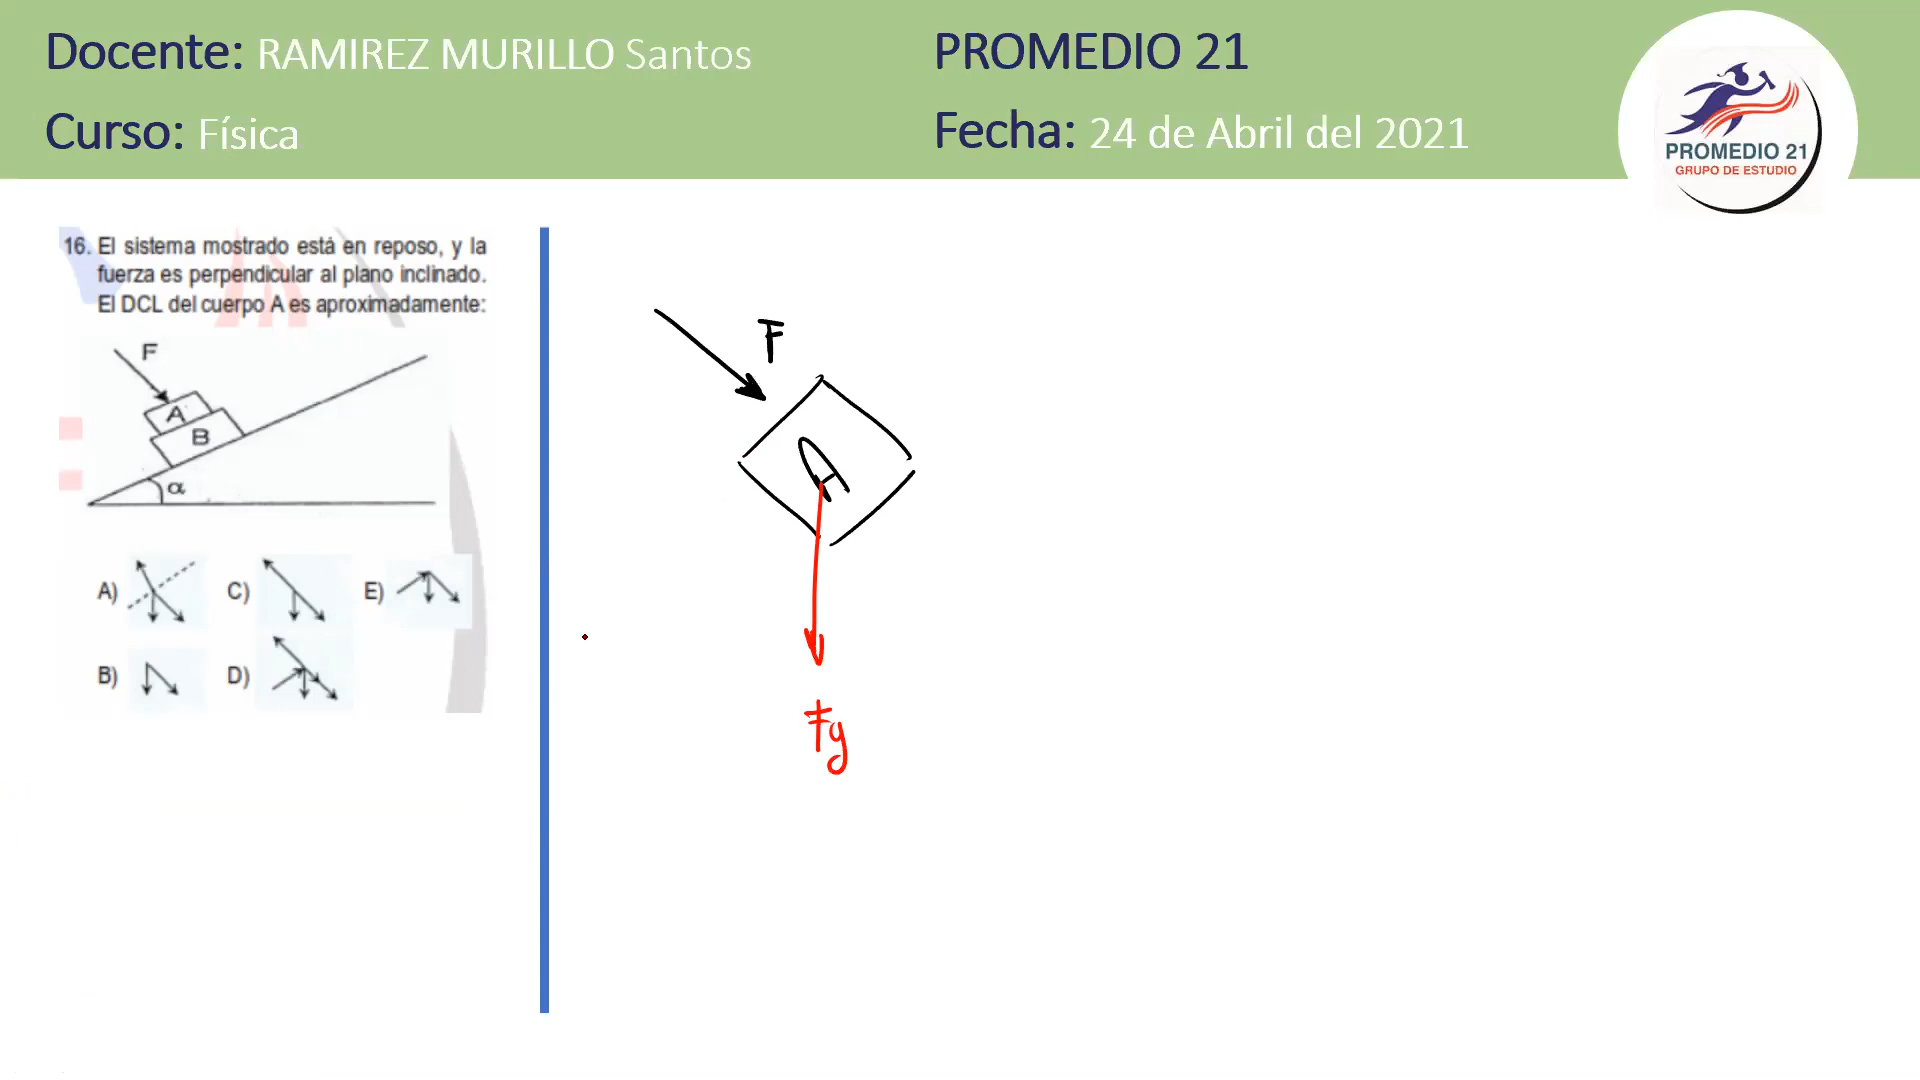 Docente: RAMIREZ MURILLO Santos
Curso: Física
PROMEDIO 21
Fecha: 24 de Abril del 2021
PROMEDIO 21
GRUPO DE ESTUDIO
16. El sistema mostrado está en reposo, y la
fuerza es perpendicular al plano inclinado.
El DCL del cuerpo A es aproximadamente:
F
A
B
α
A)
C)
E)
B)
D)
F
A
Fg